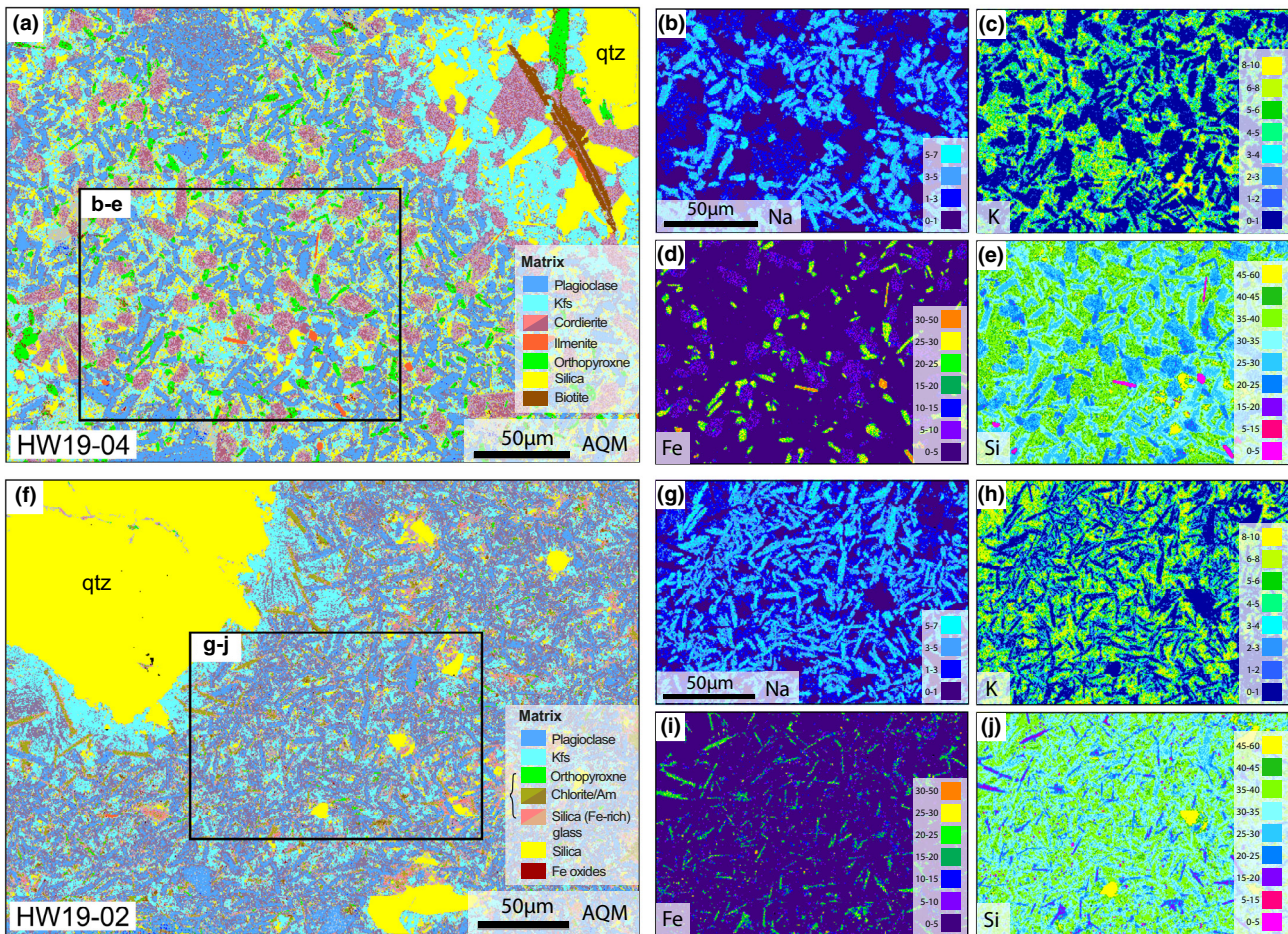 (a)
qtz
b-e
Matrix
Plagioclase
Kfs
Cordierite
Ilmenite
Orthopyroxne
Silica
Biotite
HW19-04
50µm
AQM
(b)
5-7
3-5
1-3
0-1
50µm
Na
(c)
8-10
6-8
5-6
4-5
3-4
2-3
1-2
0-1
K
(d)
30-50
25-30
20-25
15-20
10-15
5-10
0-5
Fe
(e)
45-60
40-45
35-40
30-35
25-30
20-25
15-20
5-15
0-5
Si
(f)
qtz
g-j
Matrix
Plagioclase
Kfs
Orthopyroxne
Chlorite/Am
Silica (Fe-rich)
glass
Silica
Fe oxides
HW19-02
50µm
AQM
(g)
5-7
3-5
1-3
0-1
50µm
Na
(h)
8-10
6-8
5-6
4-5
3-4
2-3
1-2
0-1
K
(i)
30-50
25-30
20-25
15-20
10-15
5-10
0-5
Fe
(j)
45-60
40-45
35-40
30-35
25-30
20-25
15-20
5-15
0-5
Si